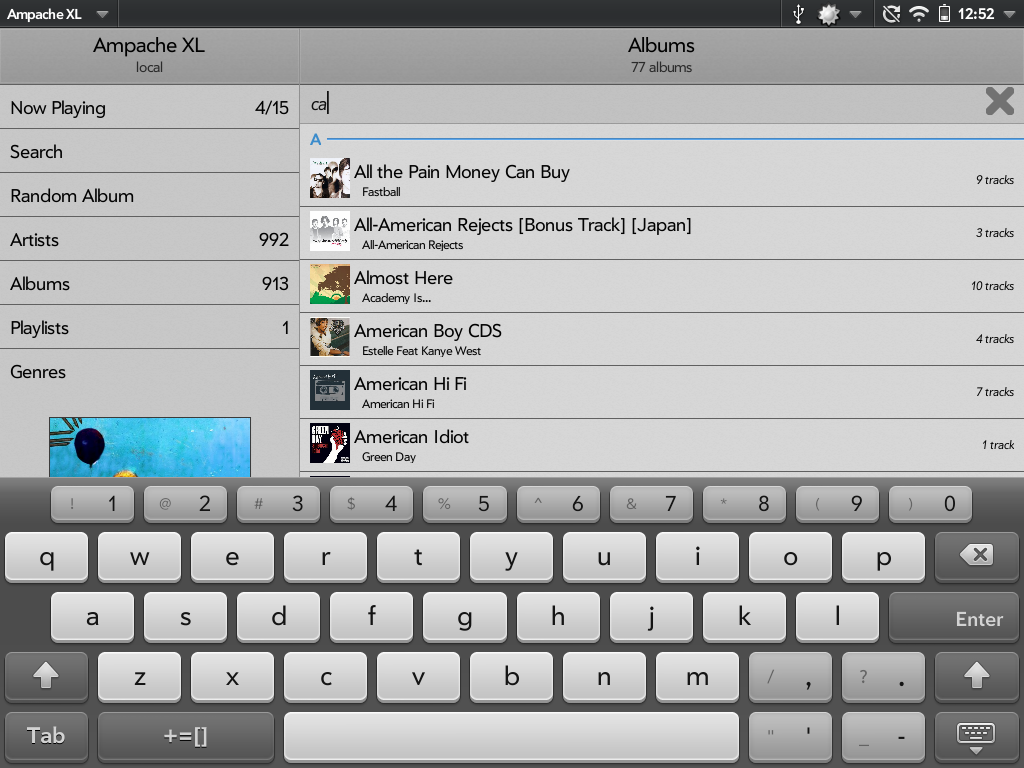 Ampache XL 12:52
Ampache XL
local
Albums
77 albums
Now Playing 4/15
Search
Random Album
Artists 992
Albums 913
Playlists 1
Genres
ca
A
All the Pain Money Can Buy
Fastball
9 tracks
All-American Rejects [Bonus Track] [Japan]
All-American Rejects
3 tracks
Almost Here
Academy Is...
10 tracks
American Boy CDS
Estelle Feat Kanye West
4 tracks
American Hi Fi
American Hi Fi
7 tracks
GREEN DAY
American Idiot
Green Day
1 track
! 1 @ 2 # 3 $ 4 % 5 ^ 6 & 7 * 8 ( 9 ) 0
q w e r t y u i o p
a s d f g h j k l Enter
z x c v b n m / , ? .
Tab +=[] " ' _ -